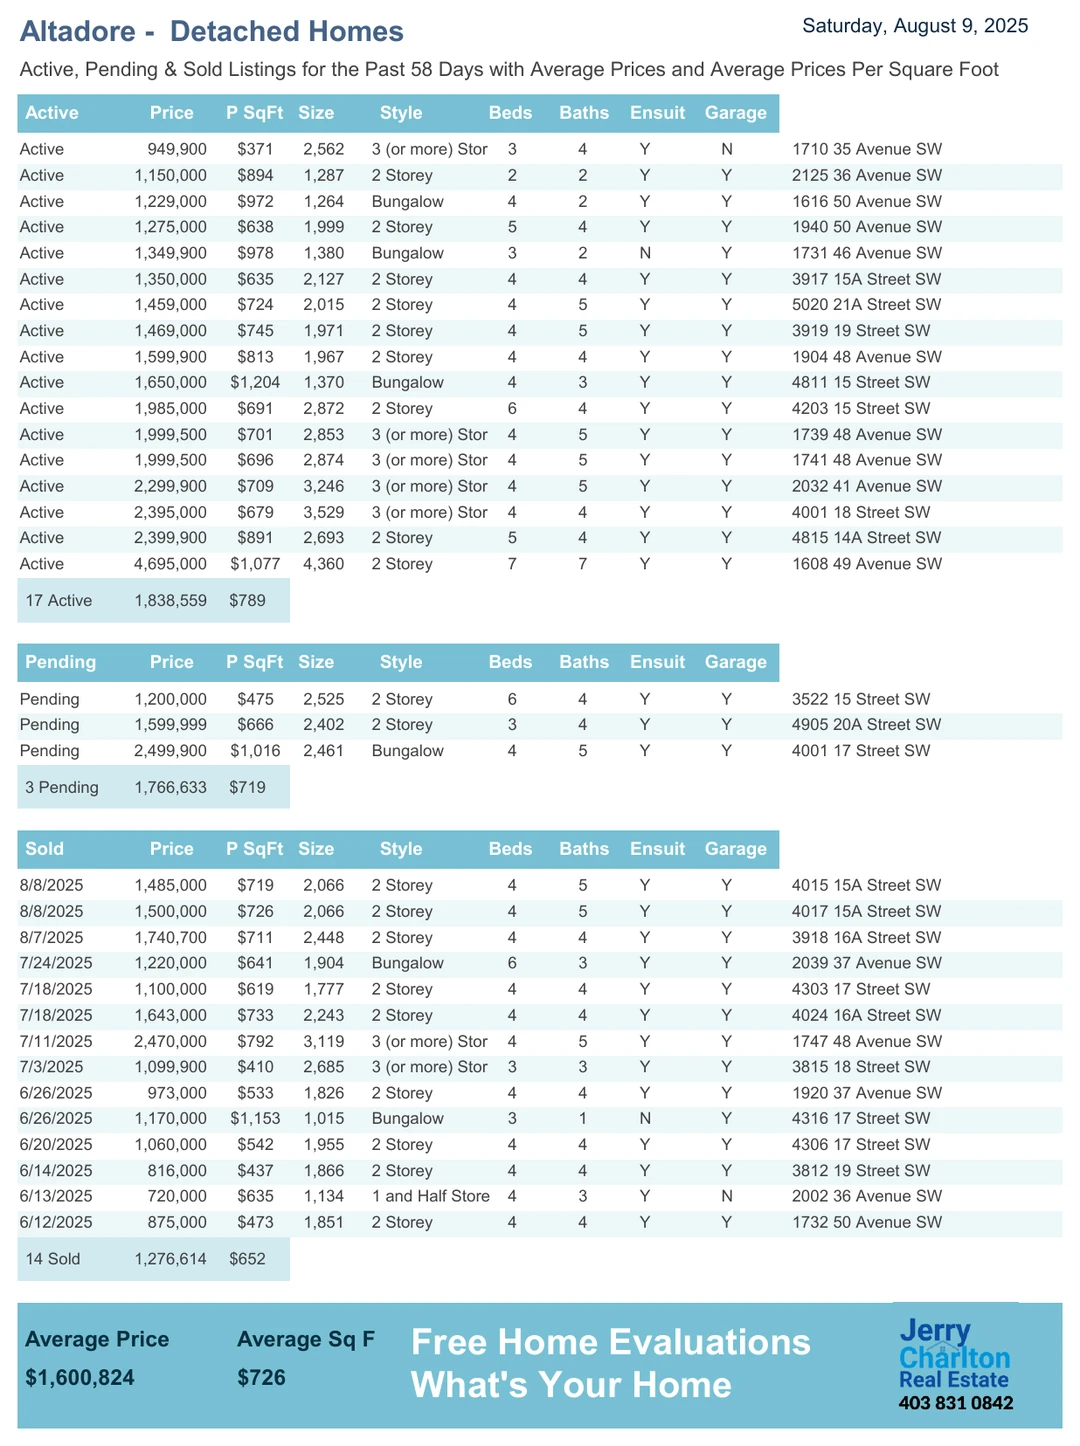 Altadore -  Detached Homes
Saturday, August 9, 2025
Active, Pending & Sold Listings for the Past 58 Days with Average Prices and Average Prices Per Square Foot
Active Price P SqFt Size Style Beds Baths Ensuit Garage
Active 949,900 $371 2,562 3 (or more) Stor 3 4 Y N 1710 35 Avenue SW
Active 1,150,000 $894 1,287 2 Storey 2 2 Y Y 2125 36 Avenue SW
Active 1,229,000 $972 1,264 Bungalow 4 2 Y Y 1616 50 Avenue SW
Active 1,275,000 $638 1,999 2 Storey 5 4 Y Y 1940 50 Avenue SW
Active 1,349,900 $978 1,380 Bungalow 3 2 N Y 1731 46 Avenue SW
Active 1,350,000 $635 2,127 2 Storey 4 4 Y Y 3917 15A Street SW
Active 1,459,000 $724 2,015 2 Storey 4 5 Y Y 5020 21A Street SW
Active 1,469,000 $745 1,971 2 Storey 4 5 Y Y 3919 19 Street SW
Active 1,599,900 $813 1,967 2 Storey 4 4 Y Y 1904 48 Avenue SW
Active 1,650,000 $1,204 1,370 Bungalow 4 3 Y Y 4811 15 Street SW
Active 1,985,000 $691 2,872 2 Storey 6 4 Y Y 4203 15 Street SW
Active 1,999,500 $701 2,853 3 (or more) Stor 4 5 Y Y 1739 48 Avenue SW
Active 1,999,500 $696 2,874 3 (or more) Stor 4 5 Y Y 1741 48 Avenue SW
Active 2,299,900 $709 3,246 3 (or more) Stor 4 5 Y Y 2032 41 Avenue SW
Active 2,395,000 $679 3,529 3 (or more) Stor 4 4 Y Y 4001 18 Street SW
Active 2,399,900 $891 2,693 2 Storey 5 4 Y Y 4815 14A Street SW
Active 4,695,000 $1,077 4,360 2 Storey 7 7 Y Y 1608 49 Avenue SW
17 Active 1,838,559 $789
Pending Price P SqFt Size Style Beds Baths Ensuit Garage
Pending 1,200,000 $475 2,525 2 Storey 6 4 Y Y 3522 15 Street SW
Pending 1,599,999 $666 2,402 2 Storey 3 4 Y Y 4905 20A Street SW
Pending 2,499,900 $1,016 2,461 Bungalow 4 5 Y Y 4001 17 Street SW
3 Pending 1,766,633 $719
Sold Price P SqFt Size Style Beds Baths Ensuit Garage
8/8/2025 1,485,000 $719 2,066 2 Storey 4 5 Y Y 4015 15A Street SW
8/8/2025 1,500,000 $726 2,066 2 Storey 4 5 Y Y 4017 15A Street SW
8/7/2025 1,740,700 $711 2,448 2 Storey 4 4 Y Y 3918 16A Street SW
7/24/2025 1,220,000 $641 1,904 Bungalow 6 3 Y Y 2039 37 Avenue SW
7/18/2025 1,100,000 $619 1,777 2 Storey 4 4 Y Y 4303 17 Street SW
7/18/2025 1,643,000 $733 2,243 2 Storey 4 4 Y Y 4024 16A Street SW
7/11/2025 2,470,000 $792 3,119 3 (or more) Stor 4 5 Y Y 1747 48 Avenue SW
7/3/2025 1,099,900 $410 2,685 3 (or more) Stor 3 3 Y Y 3815 18 Street SW
6/26/2025 973,000 $533 1,826 2 Storey 4 4 Y Y 1920 37 Avenue SW
6/26/2025 1,170,000 $1,153 1,015 Bungalow 3 1 N Y 4316 17 Street SW
6/20/2025 1,060,000 $542 1,955 2 Storey 4 4 Y Y 4306 17 Street SW
6/14/2025 816,000 $437 1,866 2 Storey 4 4 Y Y 3812 19 Street SW
6/13/2025 720,000 $635 1,134 1 and Half Store 4 3 Y N 2002 36 Avenue SW
6/12/2025 875,000 $473 1,851 2 Storey 4 4 Y Y 1732 50 Avenue SW
14 Sold 1,276,614 $652
Average Price Average Sq F
$1,600,824 $726
Free Home Evaluations
What's Your Home
Jerry
Charlton
Real Estate
403 831 0842